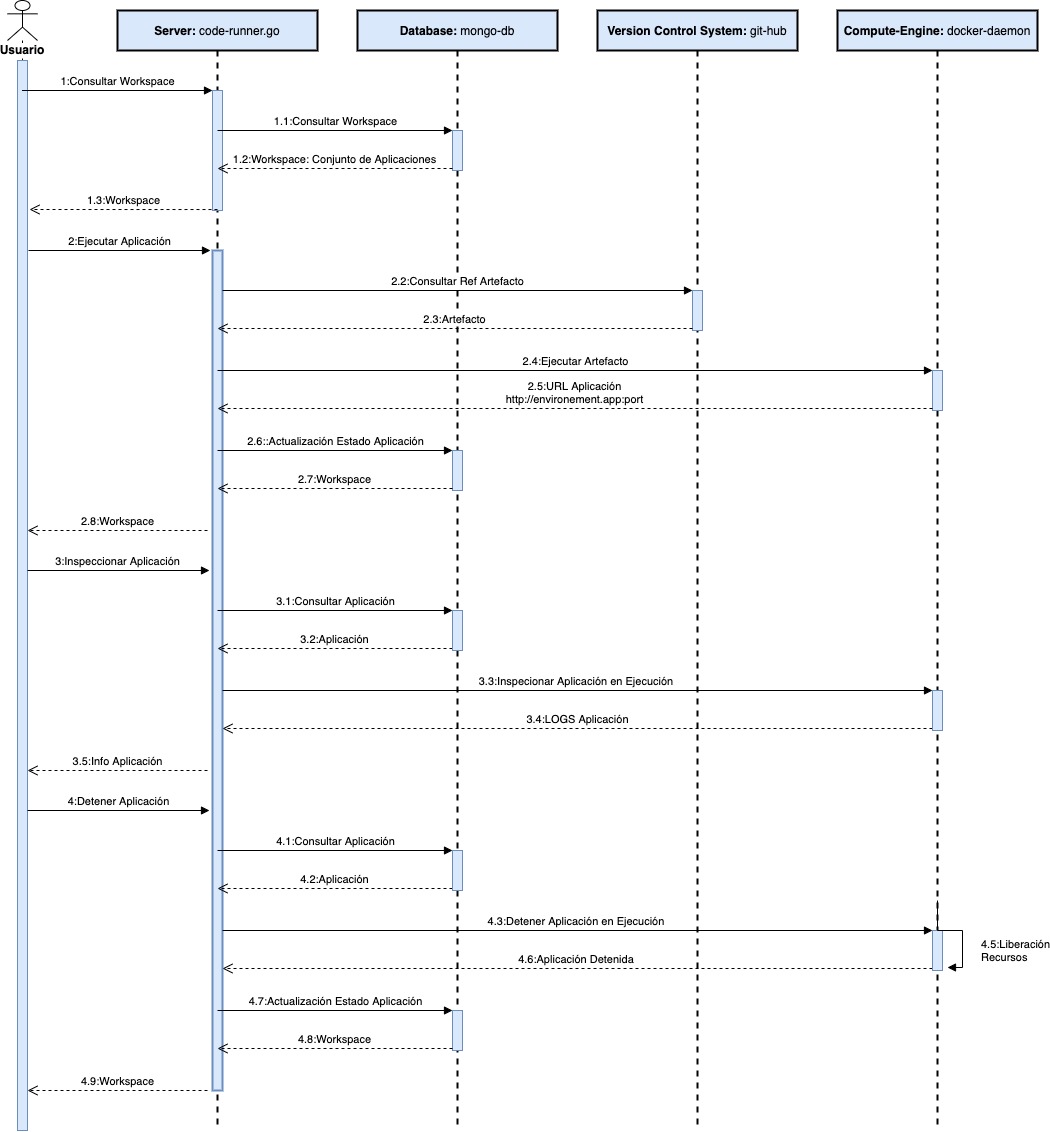 Usuario
Server: code-runner.go
Database: mongo-db
Version Control System: git-hub
Compute-Engine: docker-daemon
1:Consultar Workspace
1.1:Consultar Workspace
1.2:Workspace: Conjunto de Aplicaciones
1.3:Workspace
2:Ejecutar Aplicación
2.2:Consultar Ref Artefacto
2.3:Artefacto
2.4:Ejecutar Artefacto
2.5:URL Aplicación
http://environement.app:port
2.6::Actualización Estado Aplicación
2.7:Workspace
2.8:Workspace
3:Inspeccionar Aplicación
3.1:Consultar Aplicación
3.2:Aplicación
3.3:Inspecionar Aplicación en Ejecución
3.4:LOGS Aplicación
3.5:Info Aplicación
4:Detener Aplicación
4.1:Consultar Aplicación
4.2:Aplicación
4.3:Detener Aplicación en Ejecución
4.5:Liberación
Recursos
4.6:Aplicación Detenida
4.7:Actualización Estado Aplicación
4.8:Workspace
4.9:Workspace